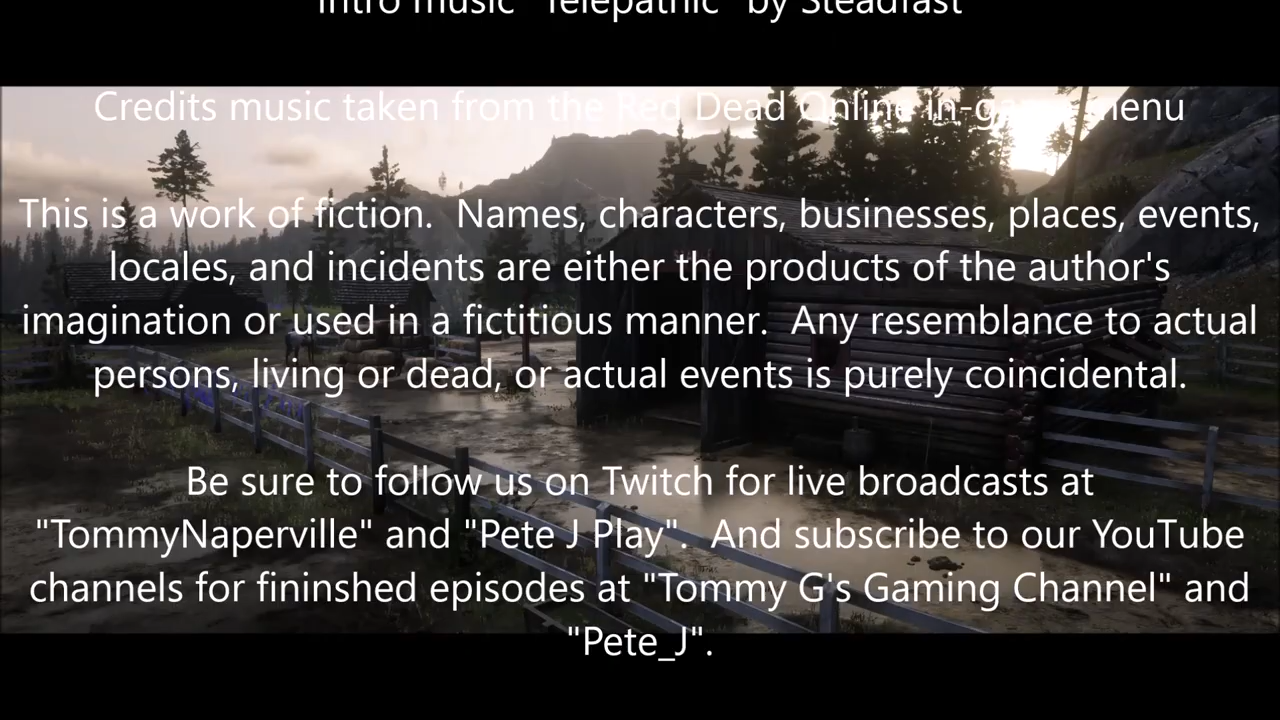 Intro music "Telepathic" by Steadfast
Credits music taken from the Red Dead Online in-game menu
This is a work of fiction.  Names, characters, businesses, places, events,
locales, and incidents are either the products of the author's
imagination or used in a fictitious manner.  Any resemblance to actual
persons, living or dead, or actual events is purely coincidental.
Be sure to follow us on Twitch for live broadcasts at
"TommyNaperville" and "Pete J Play".  And subscribe to our YouTube
channels for fininshed episodes at "Tommy G's Gaming Channel" and
"Pete_J".